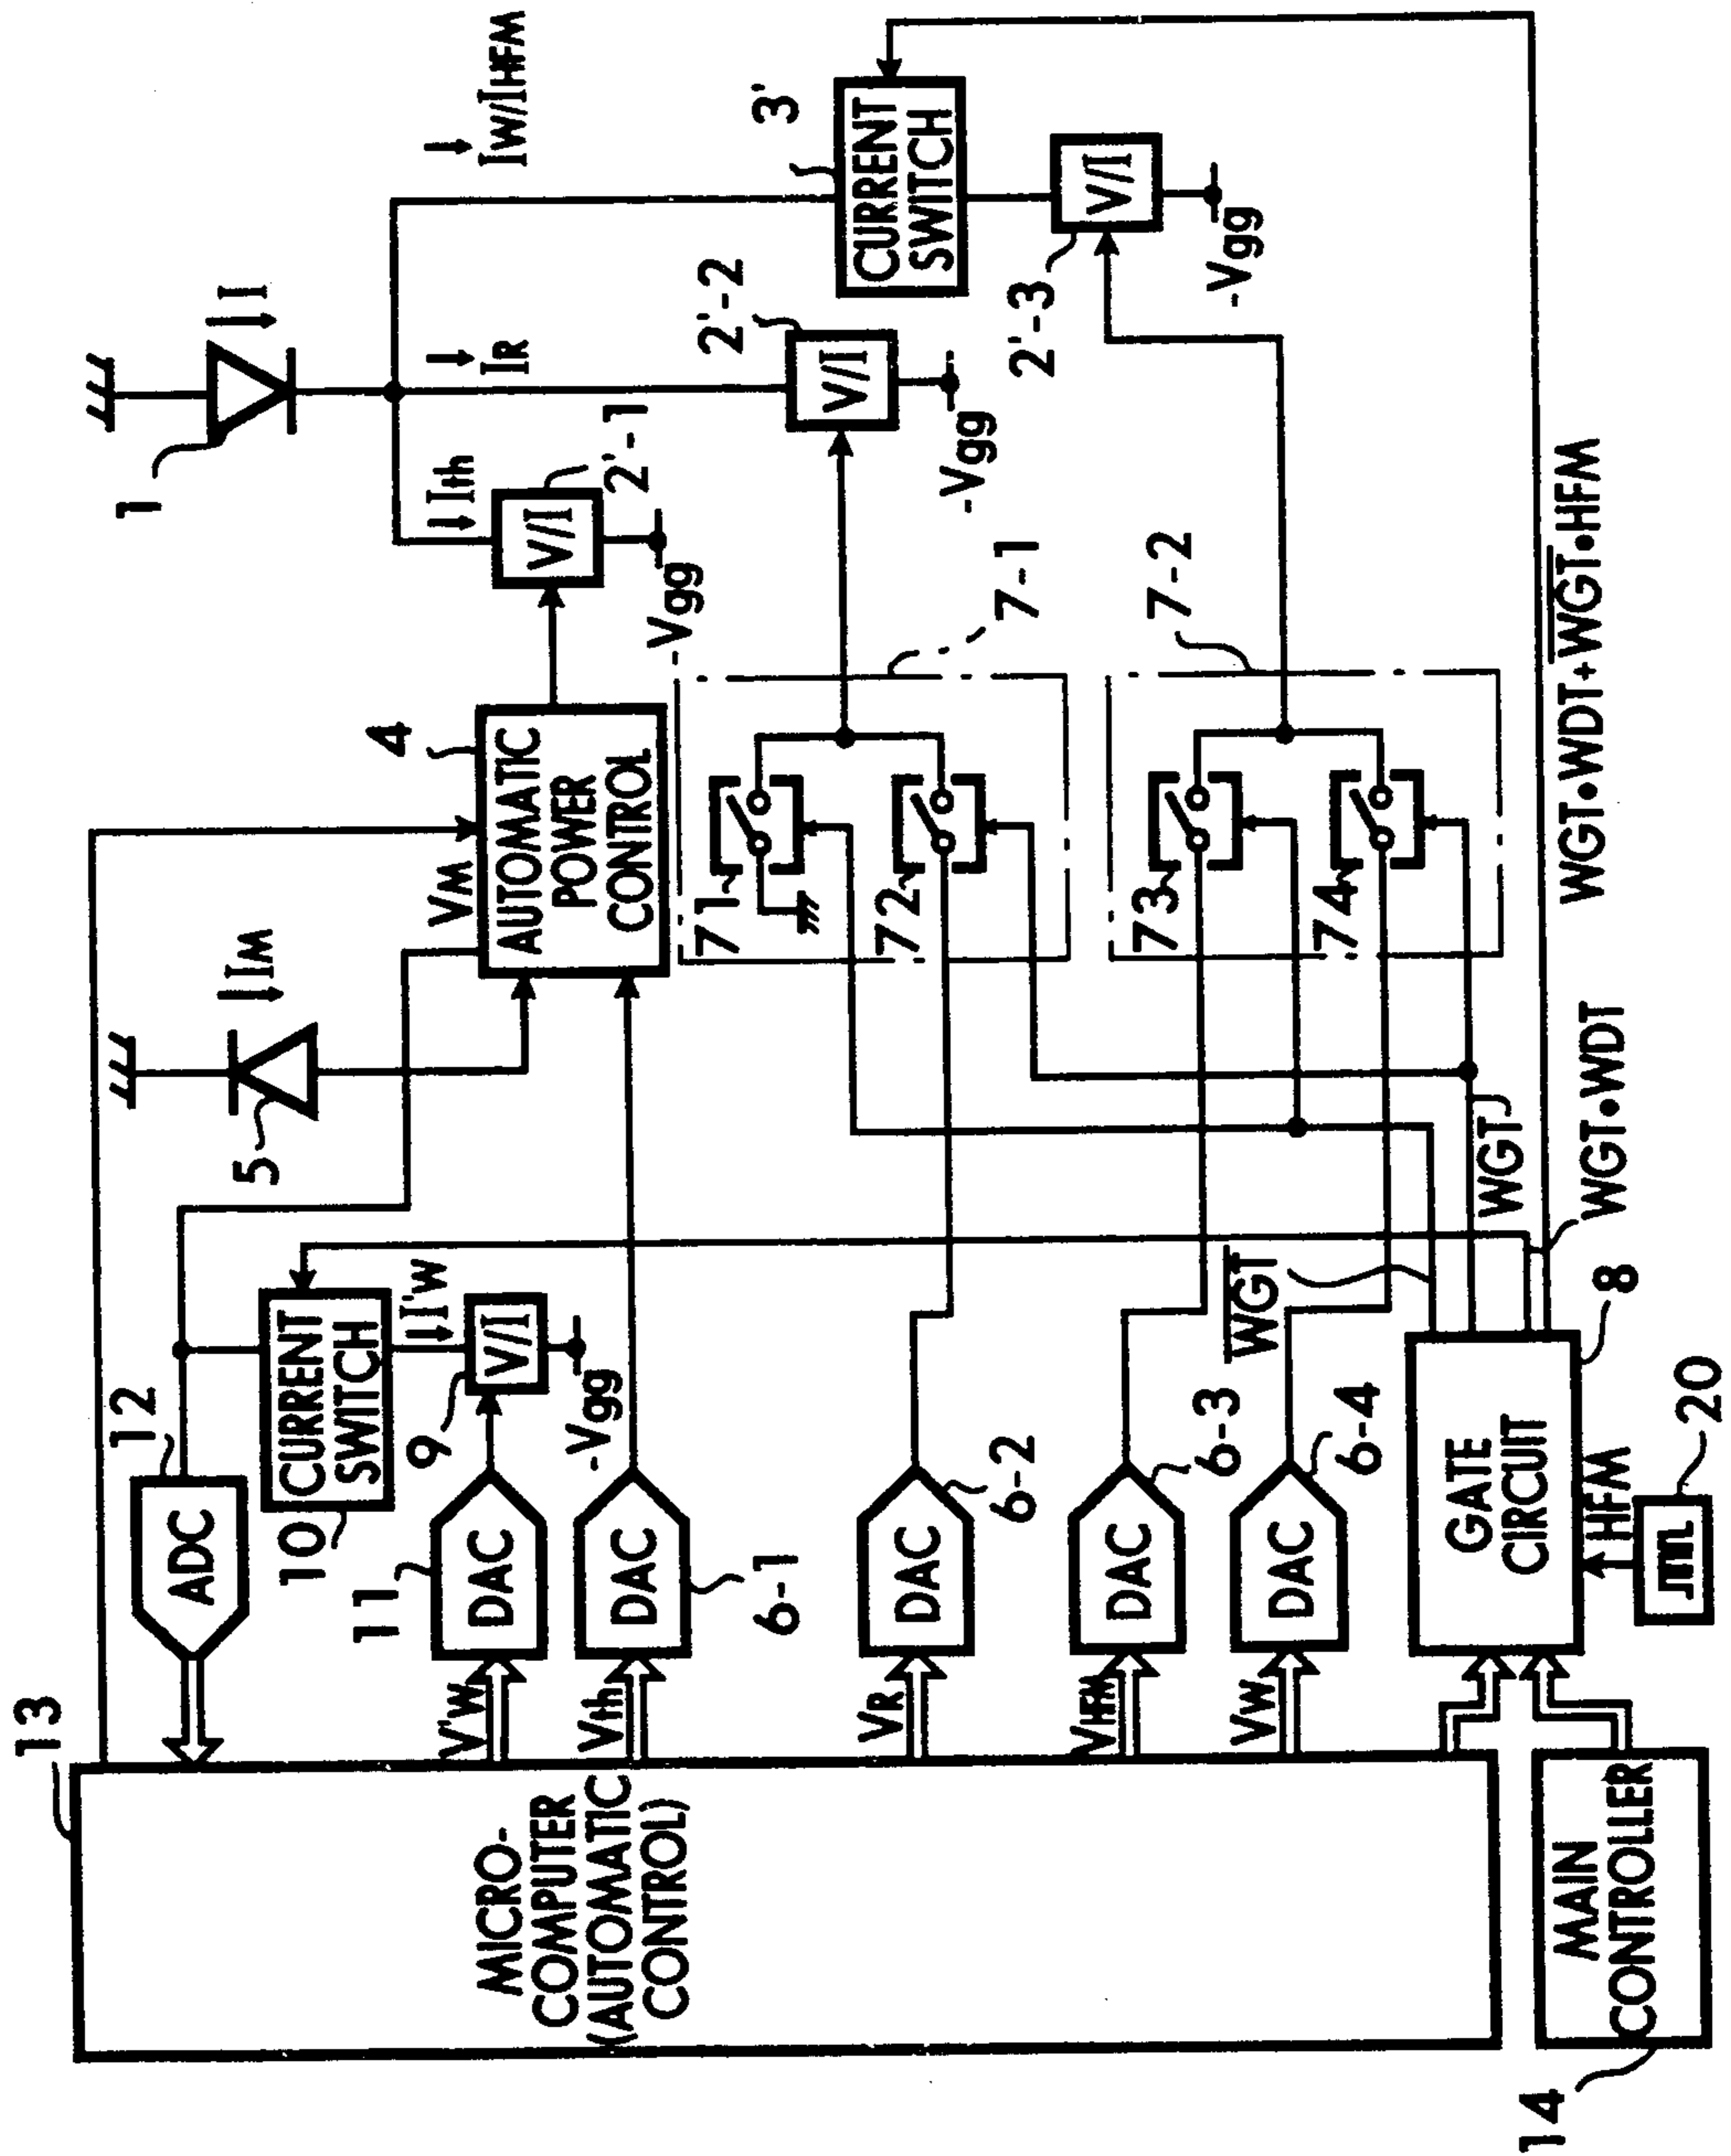 13
MICRO-
COMPUTER
(AUTOMATIC
CONTROL)
14
MAIN
CONTROLLER
12
ADC
10
CURRENT
SWITCH
11
DAC
V'W
I'W
9
V/I
-Vgg
6-1
DAC
Vth
6-2
DAC
VR
6-3
DAC
VHFM
6-4
DAC
VW
8
GATE
CIRCUIT
HFM
20
W̅G̅T̅
WGT
WGT•WDT
WGT•WDT+W̅G̅T̅•HFM
5
IM
VM
4
AUTOMATIC
POWER
CONTROL
71
72
7-1
73
74
7-2
1
I
Ith
V/I
2'-1
-Vgg
IR
V/I
2'-2
-Vgg
IW/IHFM
3'
CURRENT
SWITCH
V/I
2'-3
-Vgg